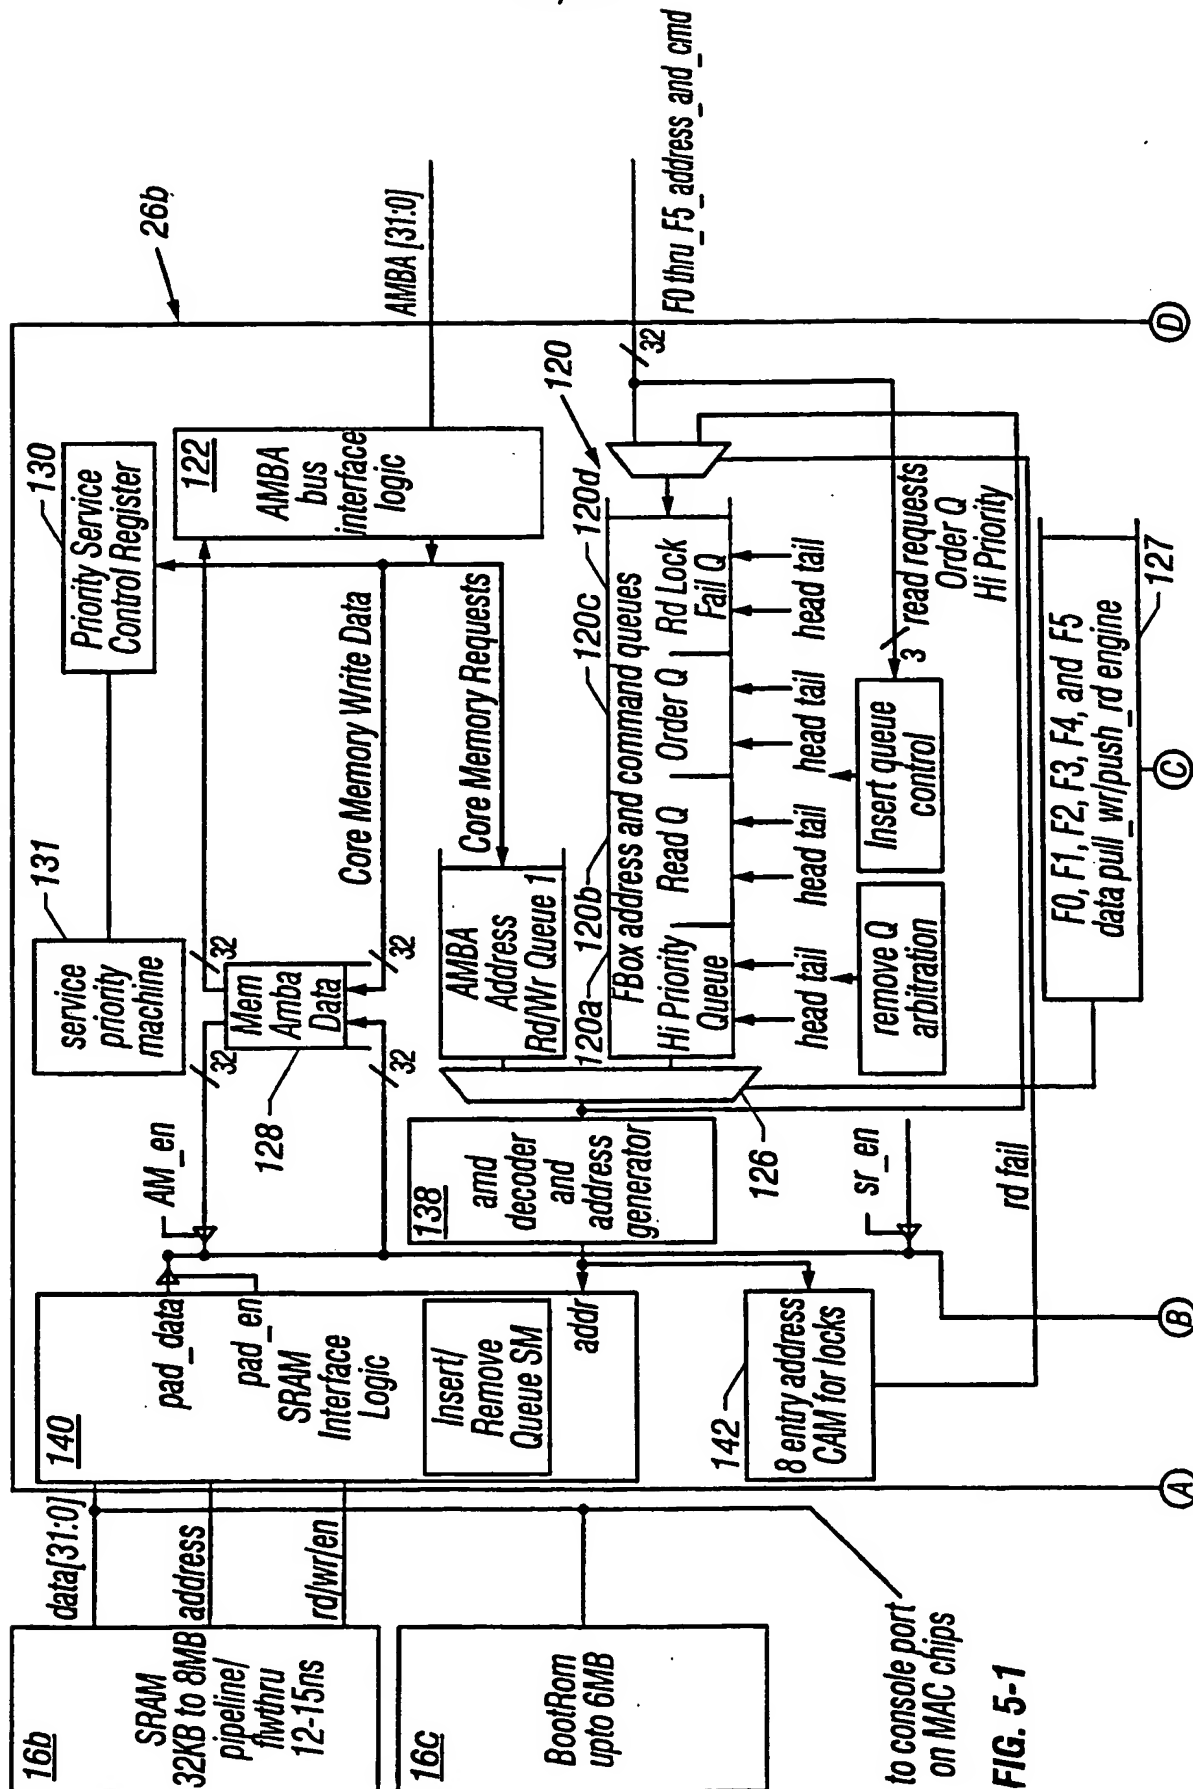 16b
SRAM
32KB to 8MB
pipeline/
flwthru
12-15ns
data[31:0]
address
rd/wr/en
16c
BootRom
upto 6MB
to console port
on MAC chips
FIG. 5-1
140
pad_data
pad_en
SRAM
Interface
Logic
Insert/
Remove
Queue SM
addr
142
8 entry address
CAM for locks
AM_en
sr_en
138
amd
decoder
and
address
generator
126
rd fail
131
service
priority
machine
130
Priority Service
Control Register
32
32
32
32
Mem
Amba
Data
128
Core Memory Write Data
Core Memory Requests
122
AMBA
bus
interface
logic
26b
AMBA [31:0]
AMBA
Address
Rd/Wr Queue 1
120a
120b
120c
120d
120
FBox address and command queues
Hi Priority
Queue
Read Q
Order Q
Rd Lock
Fail Q
head tail
head tail
head tail
head tail
remove Q
arbitration
Insert queue
control
3
read requests
Order Q
Hi Priority
32
F0 thru_F5_address_and_cmd
F0, F1, F2, F3, F4, and F5
data pull_wr/push_rd engine
127
A
B
C
D